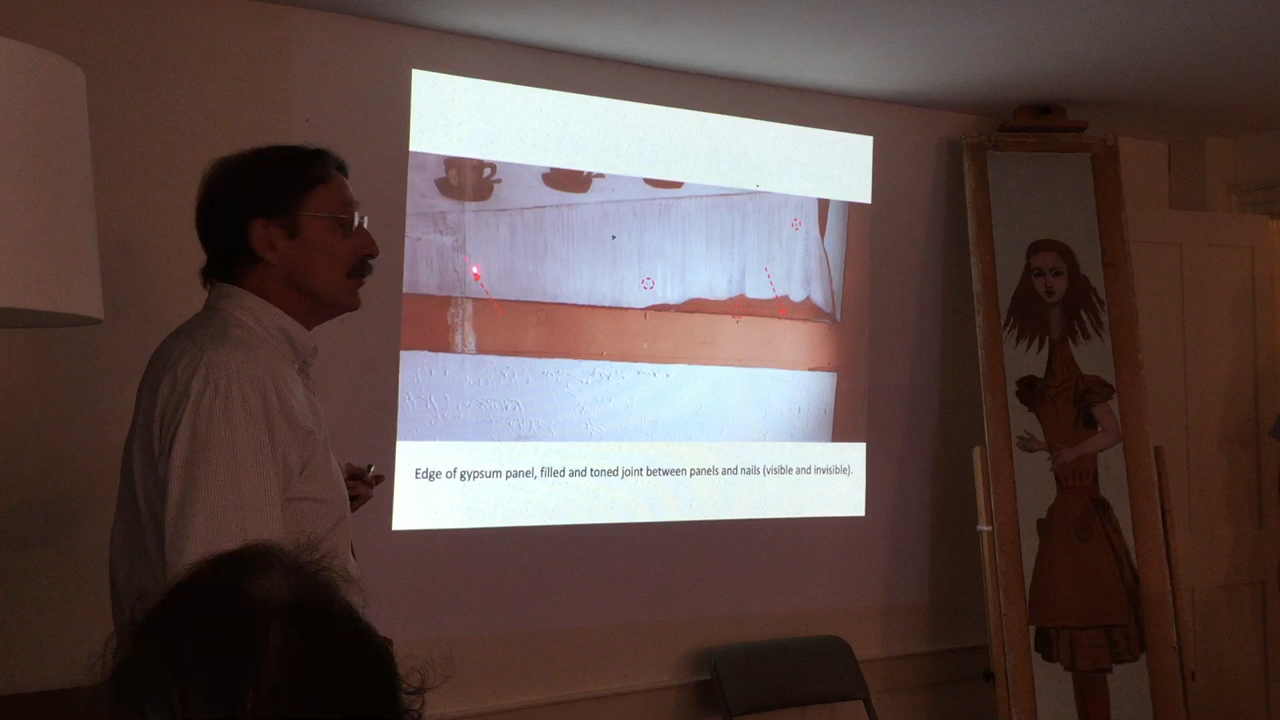 Edge of gypsum panel, filled and toned joint between panels and nails (visible and invisible).